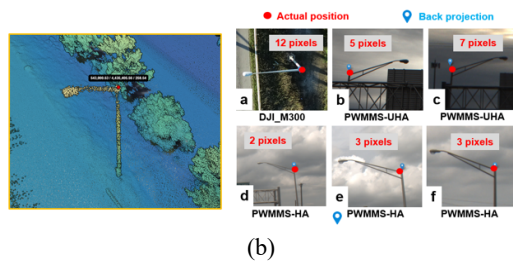 Actual position
Back projection
12 pixels
5 pixels
7 pixels
a
b
c
DJI_M300
PWMMS-UHA
PWMMS-UHA
2 pixels
3 pixels
3 pixels
d
e
f
PWMMS-HA
PWMMS-HA
PWMMS-HA
(b)